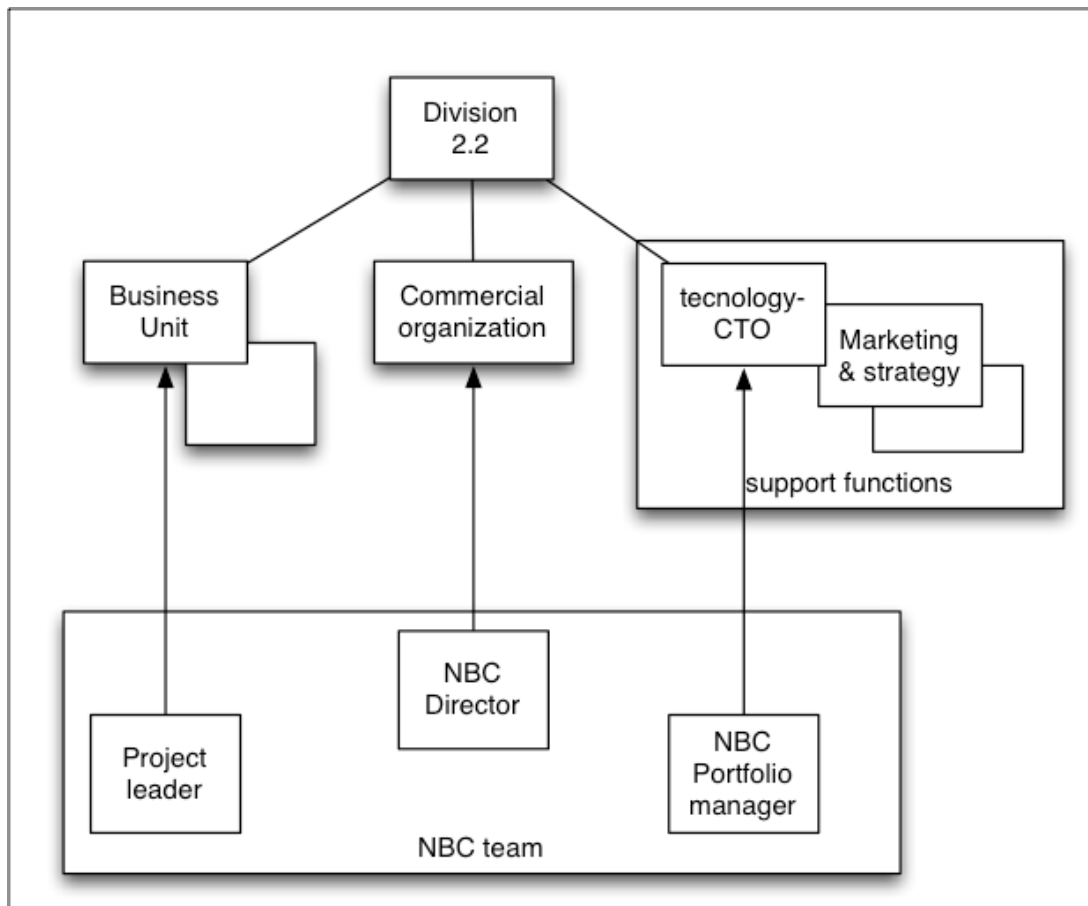 Division
2.2
Business
Unit
Commercial
organization
tecnology-
CTO
Marketing
& strategy
support functions
NBC
Director
Project
leader
NBC
Portfolio
manager
NBC team